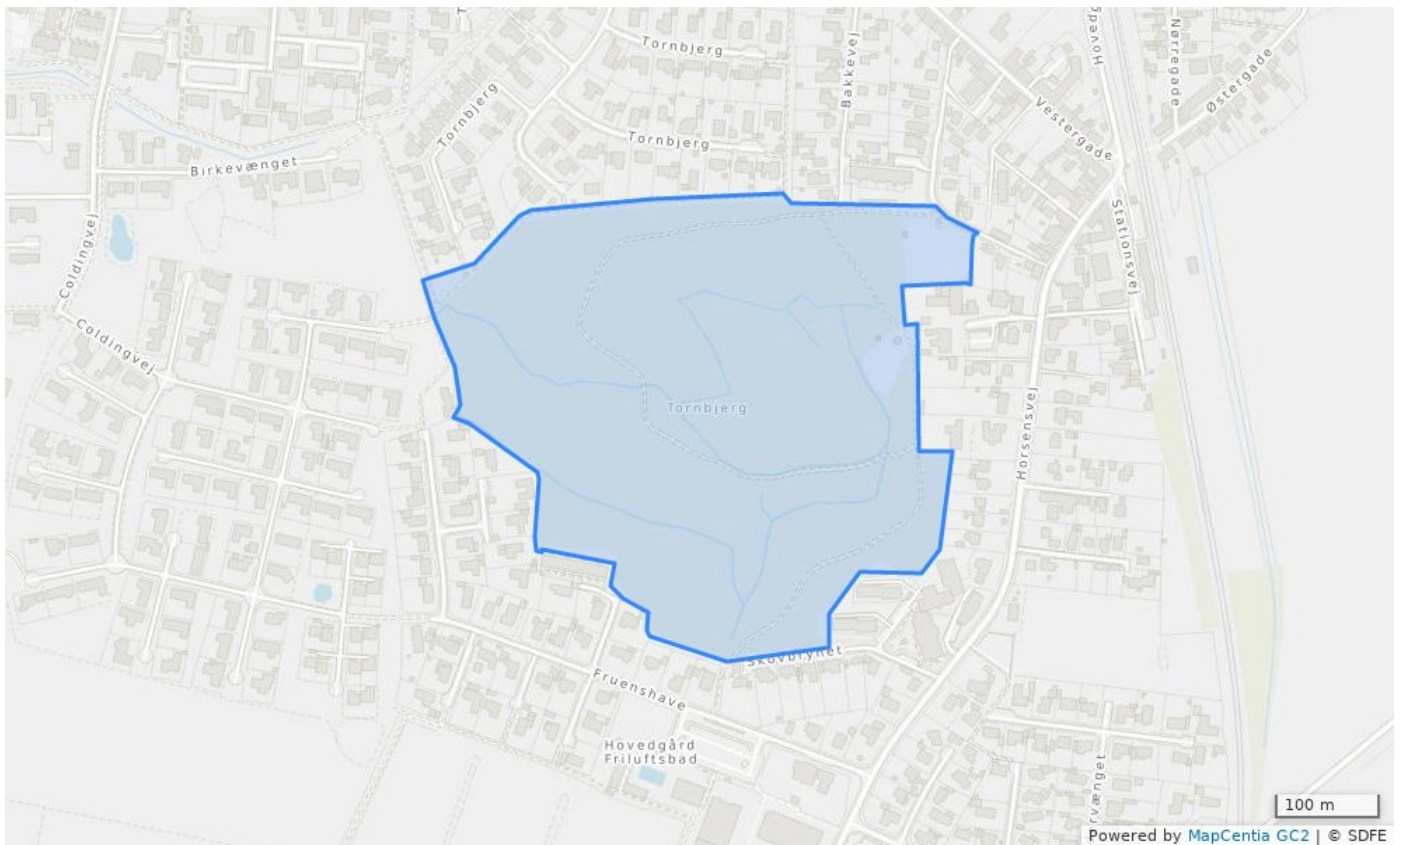 Tornbjerg
Bakkevej
Nørregade
Østergade
Tornbjerg
Vestergade
Tornbjerg
Birkevænget
Stationsvej
Coldingvej
Coldingvej
Tornbjerg
Horsensvej
Skovbrynet
Fruenshave
Hovedgård
Friluftsbad
rvænget
100 m
Powered by MapCentia GC2 | © SDFE